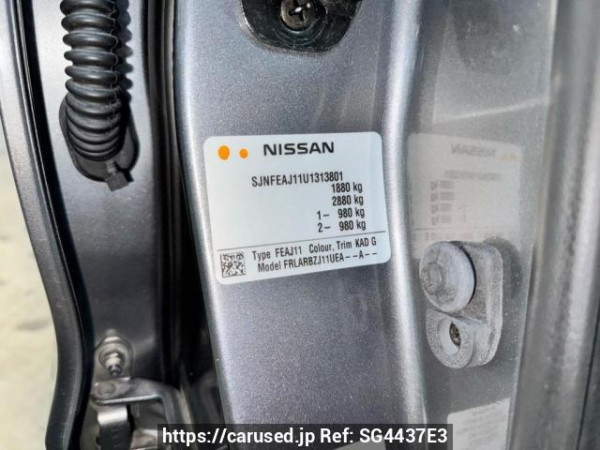 NISSAN
SJNFEAJ11U1313801
1880 kg
2880 kg
1- 980 kg
2- 980 kg
Type FEAJ11 Colour, Trim KAD G
Model FRLARBZJ11UEA--A--
https://carused.jp Ref: SG4437E3